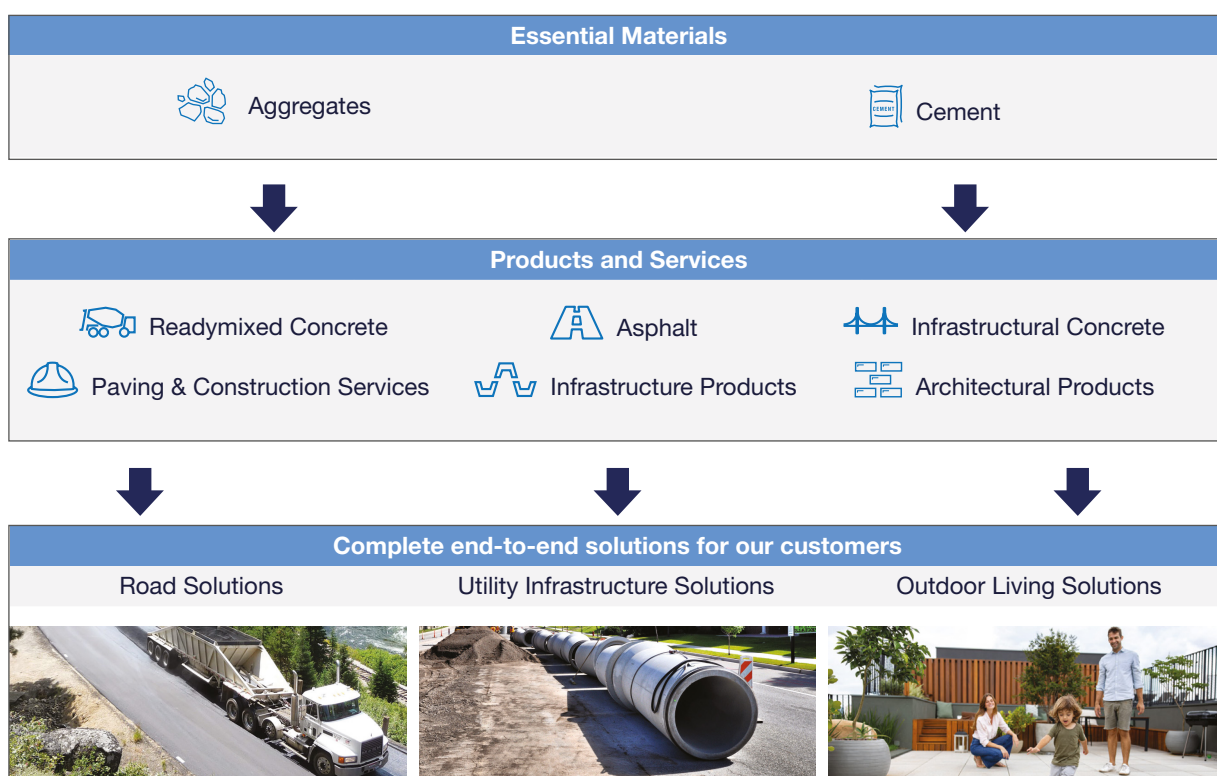 Essential Materials
Aggregates
CEMENT
Cement
Products and Services
Readymixed Concrete
Asphalt
Infrastructural Concrete
Paving & Construction Services
Infrastructure Products
Architectural Products
Complete end-to-end solutions for our customers
Road Solutions
Utility Infrastructure Solutions
Outdoor Living Solutions